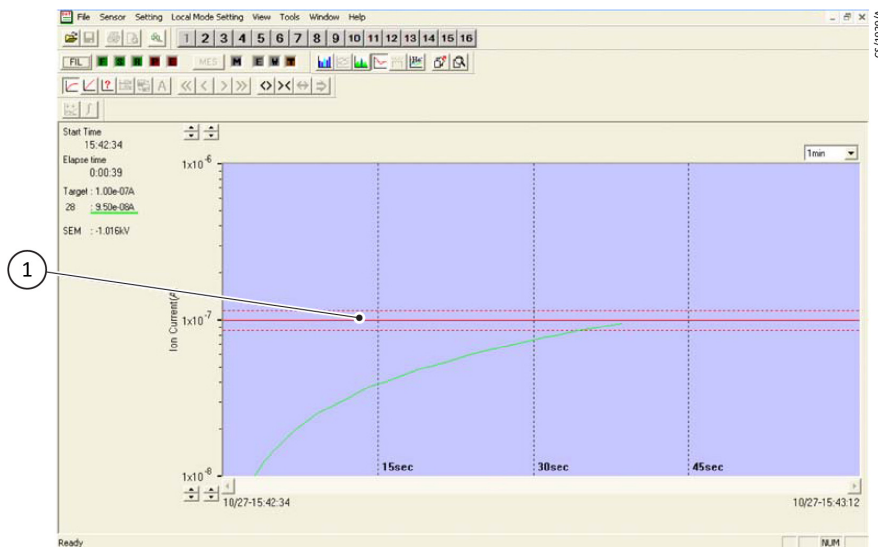 File Sensor Setting Local Mode Setting View Tools Window Help
1 2 3 4 5 6 7 8 9 10 11 12 13 14 15 16
FIL MES M E M
A
Start Time
15:42:34
Elapse time
0:00:39
Target : 1.00e-07A
28 : 9.50e-08A
SEM : -1.016kV
1min
1x10-6
1
Ion Current(A
1x10-7
1x10-8
15sec 30sec 45sec
10/27-15:42:34 10/27-15:43:12
Ready NUM